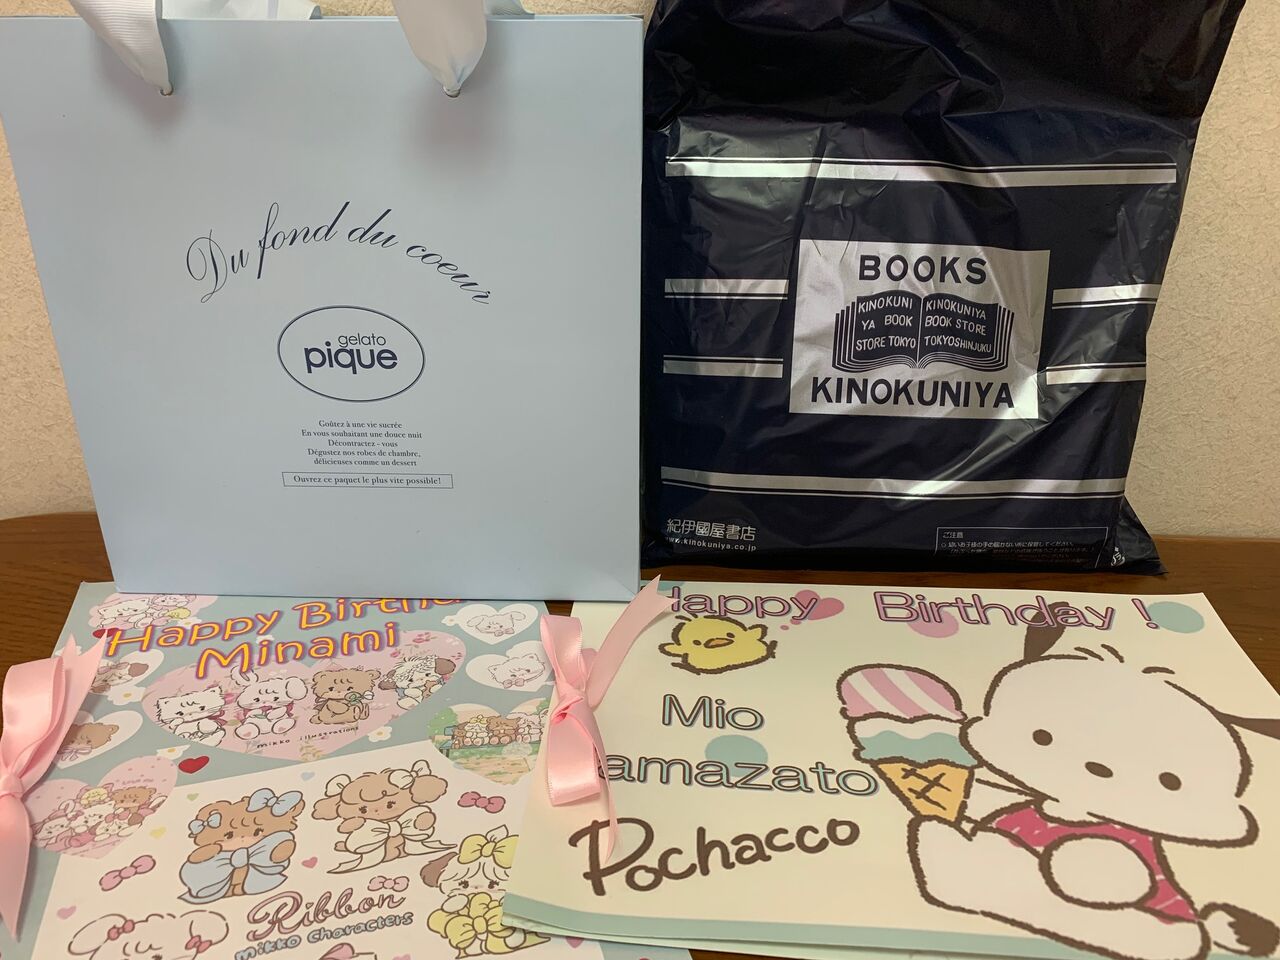 Du fond du coeur
gelato
pique
Goûtez à une vie sucrée
En vous souhaitant une douce nuit
Décontractez - vous
Dégustez nos robes de chambre,
délicieuses comme un dessert
Ouvrez ce paquet le plus vite possible!
BOOKS
KINOKUNI
YA BOOK
STORE TOKYO
KINOKUNIYA
BOOK STORE
TOKYOSHINJUKU
KINOKUNIYA
紀伊國屋書店
www.kinokuniya.co.jp
ご注意
Happy Birthd
Minami
mikko illustrations
Ribbon
mikko characters
Happy Birthday !
Mio
amazato
Pochacco